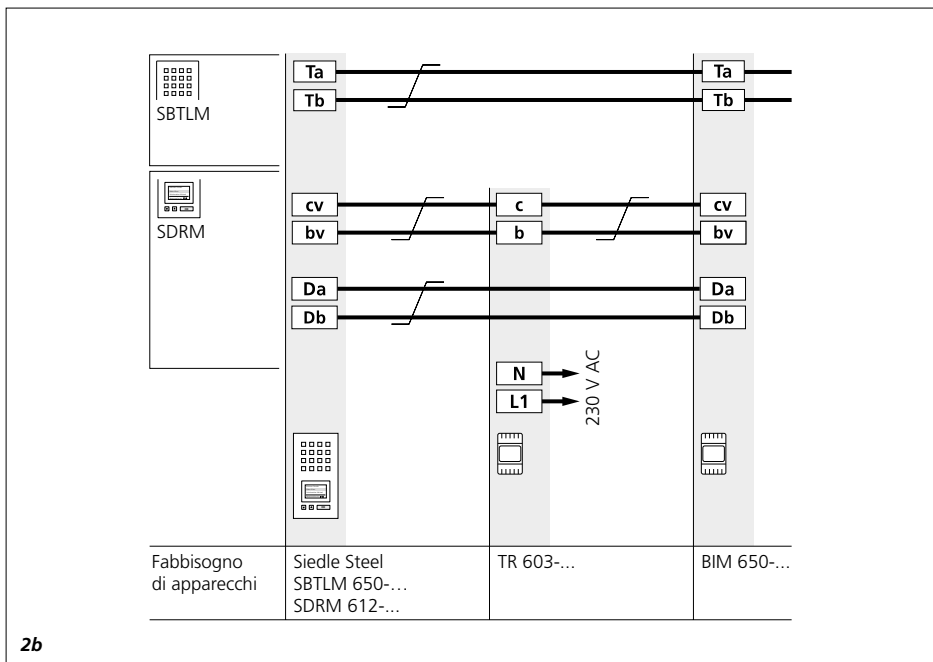 Ta
Ta
Tb
Tb
SBTLM
cv
c
cv
bv
b
bv
SDRM
Da
Da
Db
Db
N
L1
230 V AC
Fabbisogno
di apparecchi
Siedle Steel
SBTLM 650-…
SDRM 612-...
TR 603-...
BIM 650-...
2b